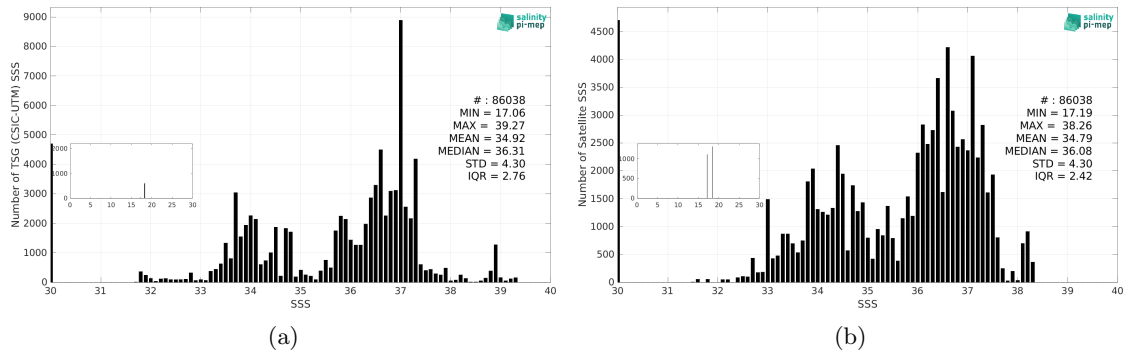 Number of TSG (CSIC-UTM) SSS
9000
8000
7000
6000
5000
4000
3000
2000
1000
0
30 31 32 33 34 35 36 37 38 39 40
SSS
2000
1000
0
0 5 10 15 20 25 30
salinity
pi-mep
# : 86038
MIN = 17.06
MAX = 39.27
MEAN = 34.92
MEDIAN = 36.31
STD = 4.30
IQR = 2.76
(a)
Number of Satellite SSS
4500
4000
3500
3000
2500
2000
1500
1000
500
0
30 31 32 33 34 35 36 37 38 39 40
SSS
1000
500
0
0 5 10 15 20 25 30
salinity
pi-mep
# : 86038
MIN = 17.19
MAX = 38.26
MEAN = 34.79
MEDIAN = 36.08
STD = 4.30
IQR = 2.42
(b)